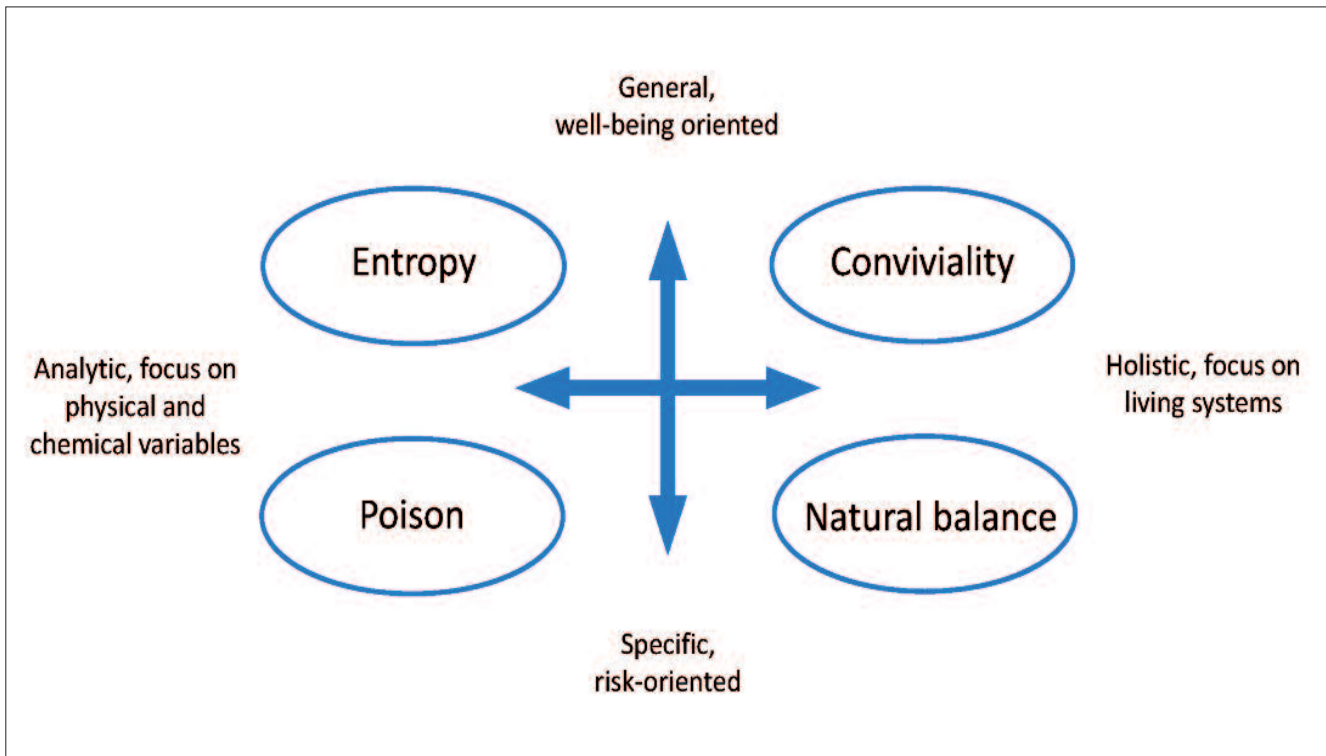 General,
well-being oriented
Entropy
Conviviality
Analytic, focus on
physical and
chemical variables
Holistic, focus on
living systems
Poison
Natural balance
Specific,
risk-oriented